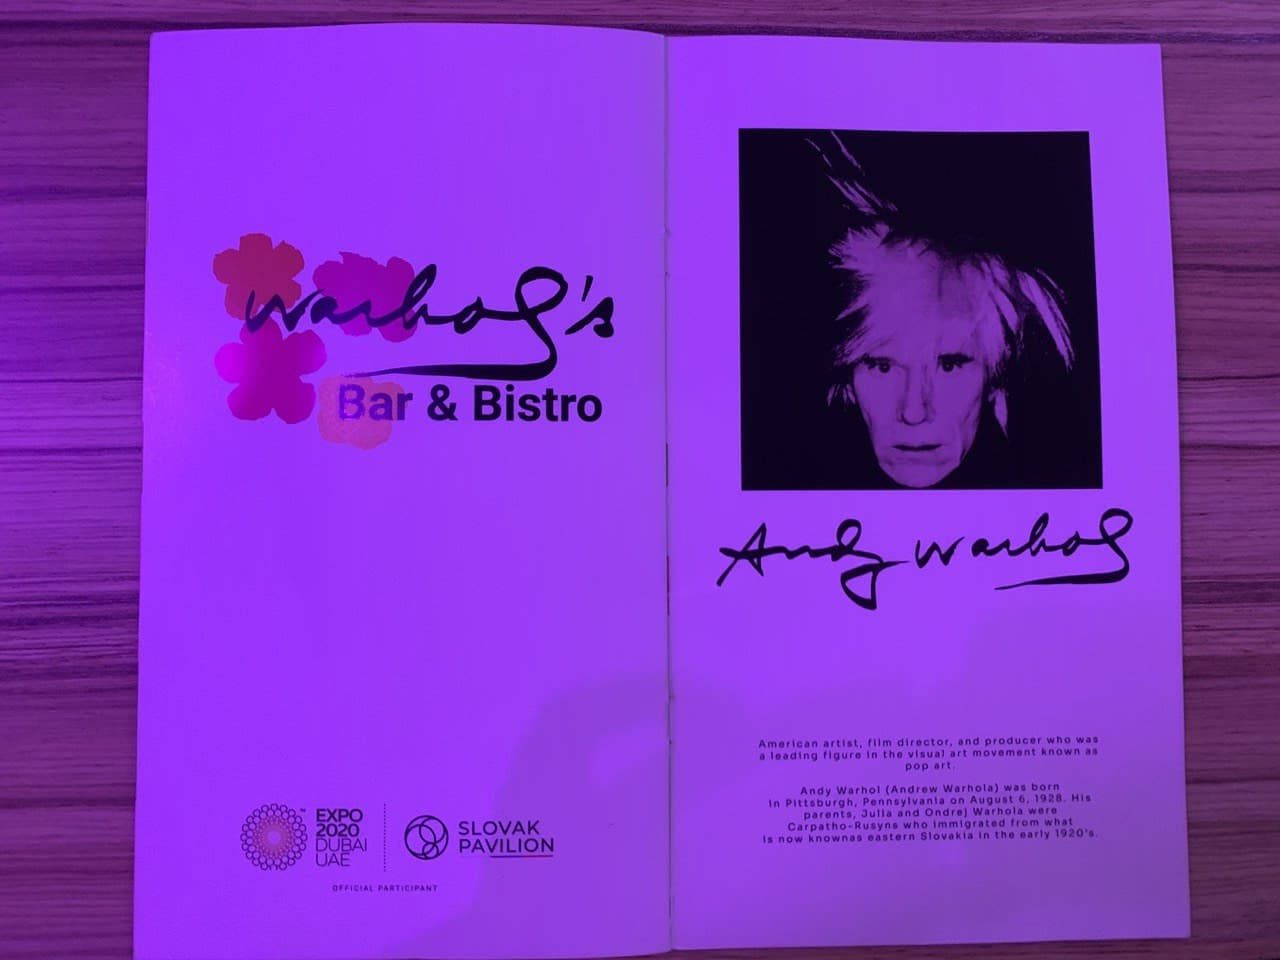 warhol's
Bar & Bistro
EXPO
2020
DUBAI
UAE
SLOVAK
PAVILION
OFFICIAL PARTICIPANT
Andy Warhol
American artist, film director, and producer who was
a leading figure in the visual art movement known as
pop art.
Andy Warhol (Andrew Warhola) was born
in Pittsburgh, Pennsylvania on August 6, 1928. His
parents, Julia and Ondrej Warhola were
Carpatho-Rusyns who immigrated from what
is now knownas eastern Slovakia in the early 1920's.